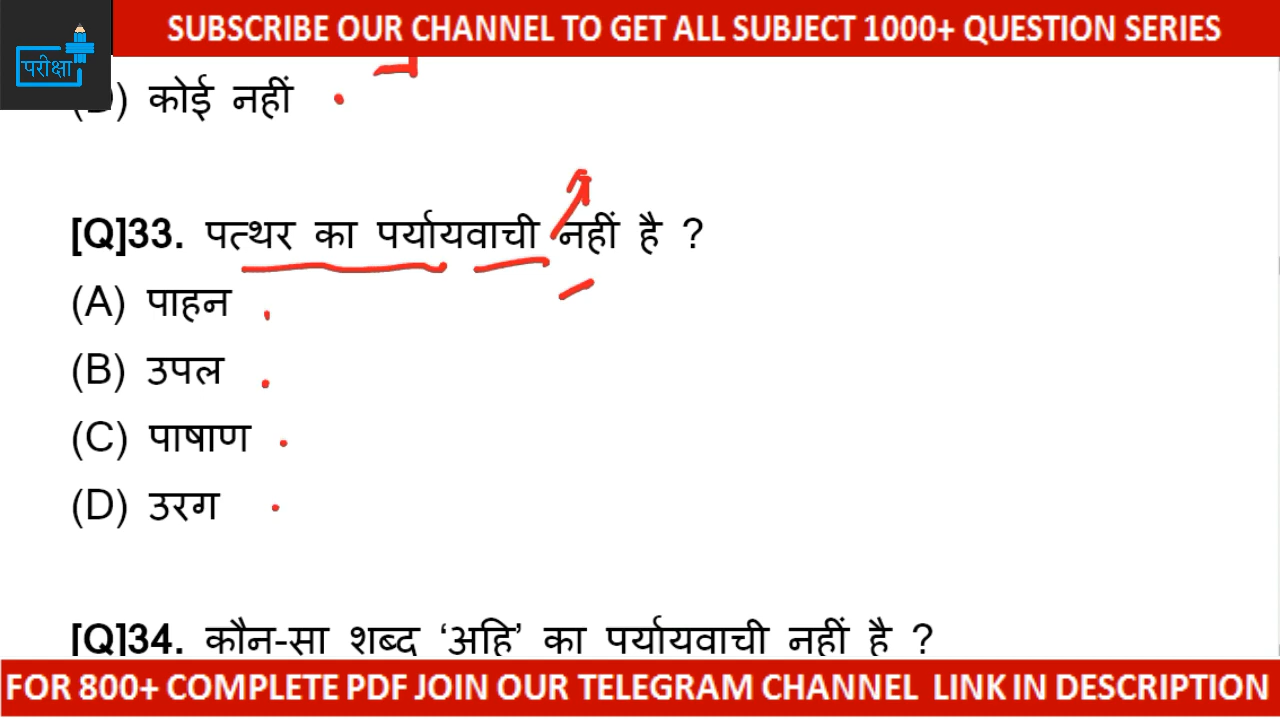 SUBSCRIBE OUR CHANNEL TO GET ALL SUBJECT 1000+ QUESTION SERIES
परीक्षा
(D) कोई नहीं
[Q]33. पत्थर का पर्यायवाची नहीं है ?
(A) पाहन
(B) उपल
(C) पाषाण
(D) उरग
[Q]34. कौन-सा शब्द ‘अहि’ का पर्यायवाची नहीं है ?
FOR 800+ COMPLETE PDF JOIN OUR TELEGRAM CHANNEL LINK IN DESCRIPTION